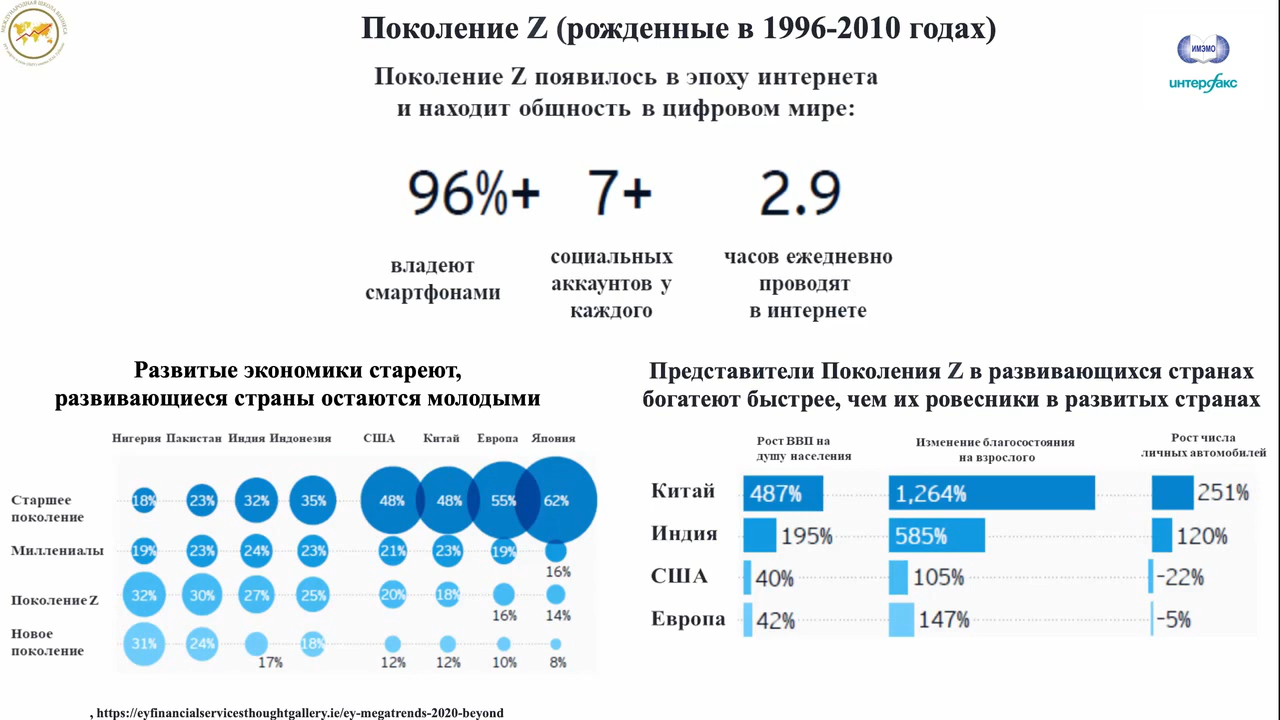 Поколение Z (рожденные в 1996-2010 годах)
ИМЭМО
интерфакс
Поколение Z появилось в эпоху интернета
и находит общность в цифровом мире:
96%+ 7+ 2.9
владеют
смартфонами
социальных
аккаунтов у
каждого
часов ежедневно
проводят
в интернете
Развитые экономики стареют,
развивающиеся страны остаются молодыми
Нигерия Пакистан Индия Индонезия США Китай Европа Япония
Старшее
поколение
18% 23% 32% 35% 48% 48% 55% 62%
Миллениалы 19% 23% 24% 23% 21% 23% 19%
16%
Поколение Z 32% 30% 27% 25% 20% 18%
16% 14%
Новое
поколение
31% 24% 18%
17% 12% 12% 10% 8%
Представители Поколения Z в развивающихся странах
богатеют быстрее, чем их ровесники в развитых странах
Рост ВВП на
душу населения
Изменение благосостояния
на взрослого
Рост числа
личных автомобилей
Китай 487% 1,264% 251%
Индия 195% 585% 120%
США 40% 105% -22%
Европа 42% 147% -5%
, https://eyfinancialservicesthoughtgallery.ie/ey-megatrends-2020-beyond